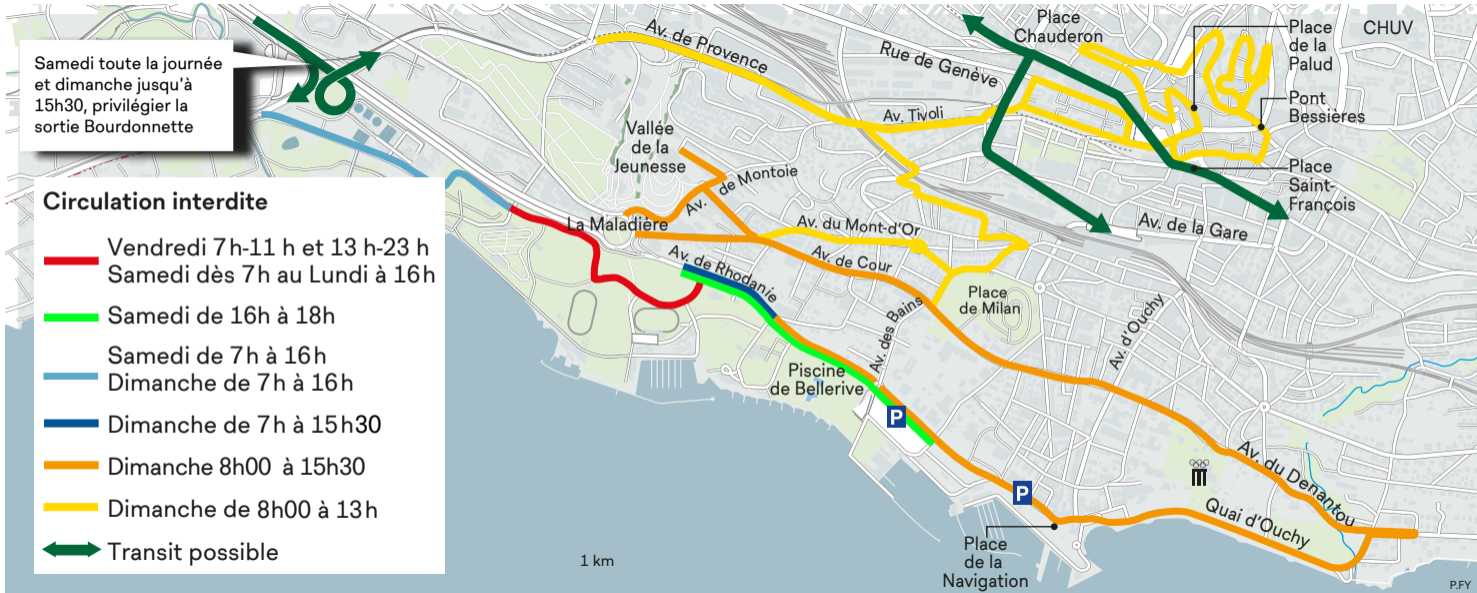 Samedi toute la journée
et dimanche jusqu'à
15h30, privilégier la
sortie Bourdonnette
Circulation interdite
Vendredi 7h-11 h et 13 h-23 h
Samedi dès 7h au Lundi à 16h
Samedi de 16h à 18h
Samedi de 7h à 16h
Dimanche de 7h à 16h
Dimanche de 7h à 15h30
Dimanche 8h00 à 15h30
Dimanche de 8h00 à 13h
Transit possible
Av. de Provence
Rue de Genève
Place
Chauderon
Place
de la
Palud
CHUV
Pont
Bessières
Av. Tivoli
Vallée
de la
Jeunesse
Av. de Montoie
Place
Saint-
François
La Maladière
Av. du Mont-d'Or
Av. de la Gare
Av. de Rhodanie
Av. de Cour
Place
de Milan
Av. des Bains
Av. d'Ouchy
Piscine
de Bellerive
P
P
Av. du Denantou
Quai d'Ouchy
Place
de la
Navigation
1 km
P.FY